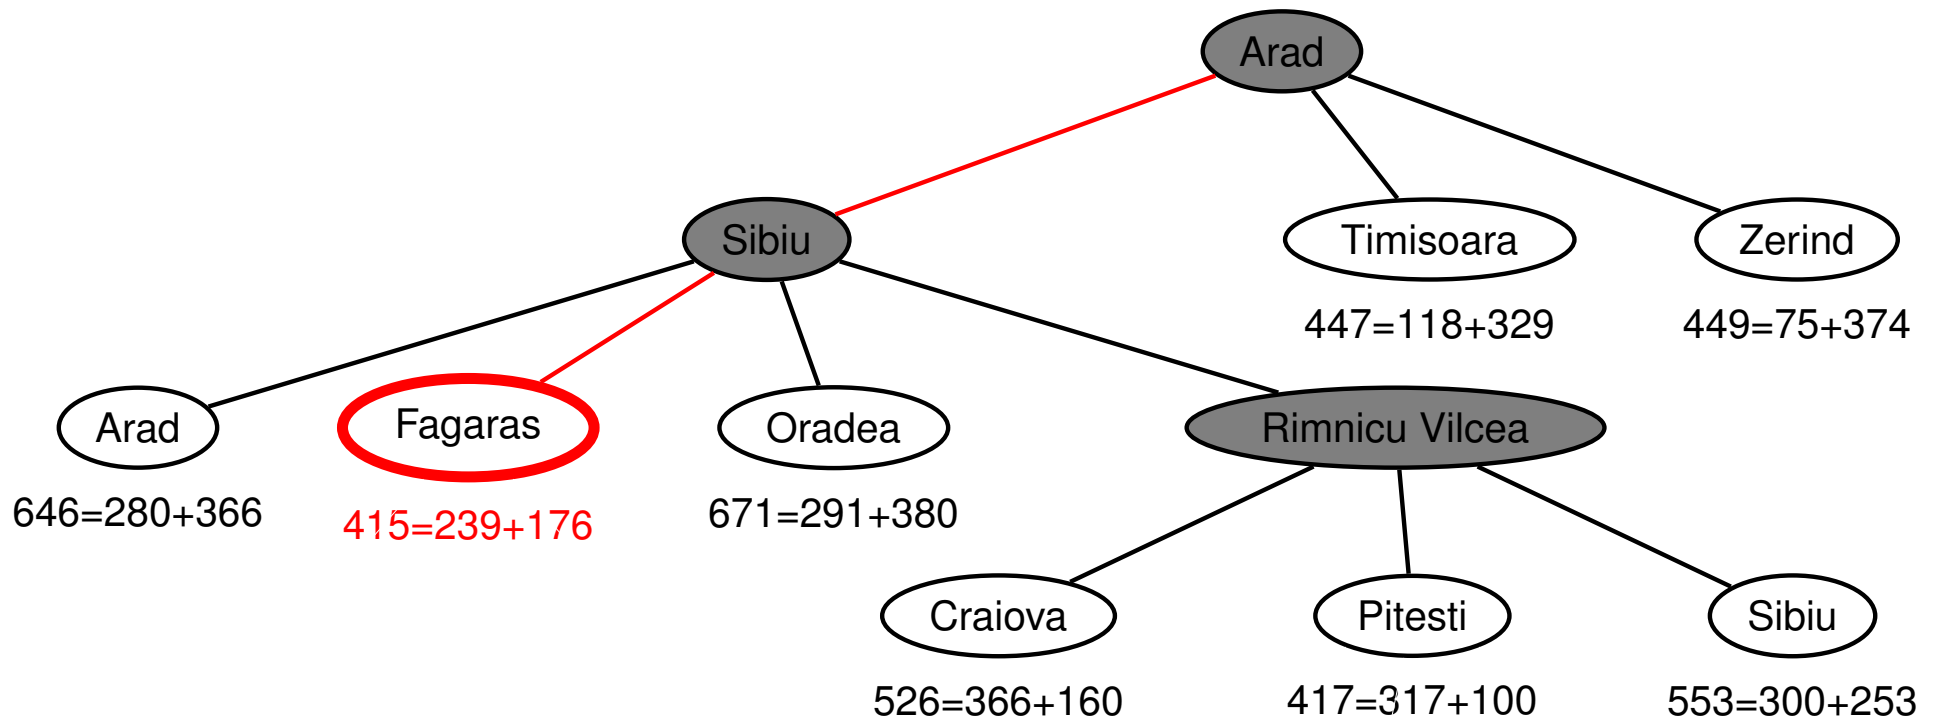 Arad
Sibiu
Timisoara
Zerind
447=118+329
449=75+374
Arad
Fagaras
Oradea
Rimnicu Vilcea
646=280+366
415=239+176
671=291+380
Craiova
Pitesti
Sibiu
526=366+160
417=317+100
553=300+253